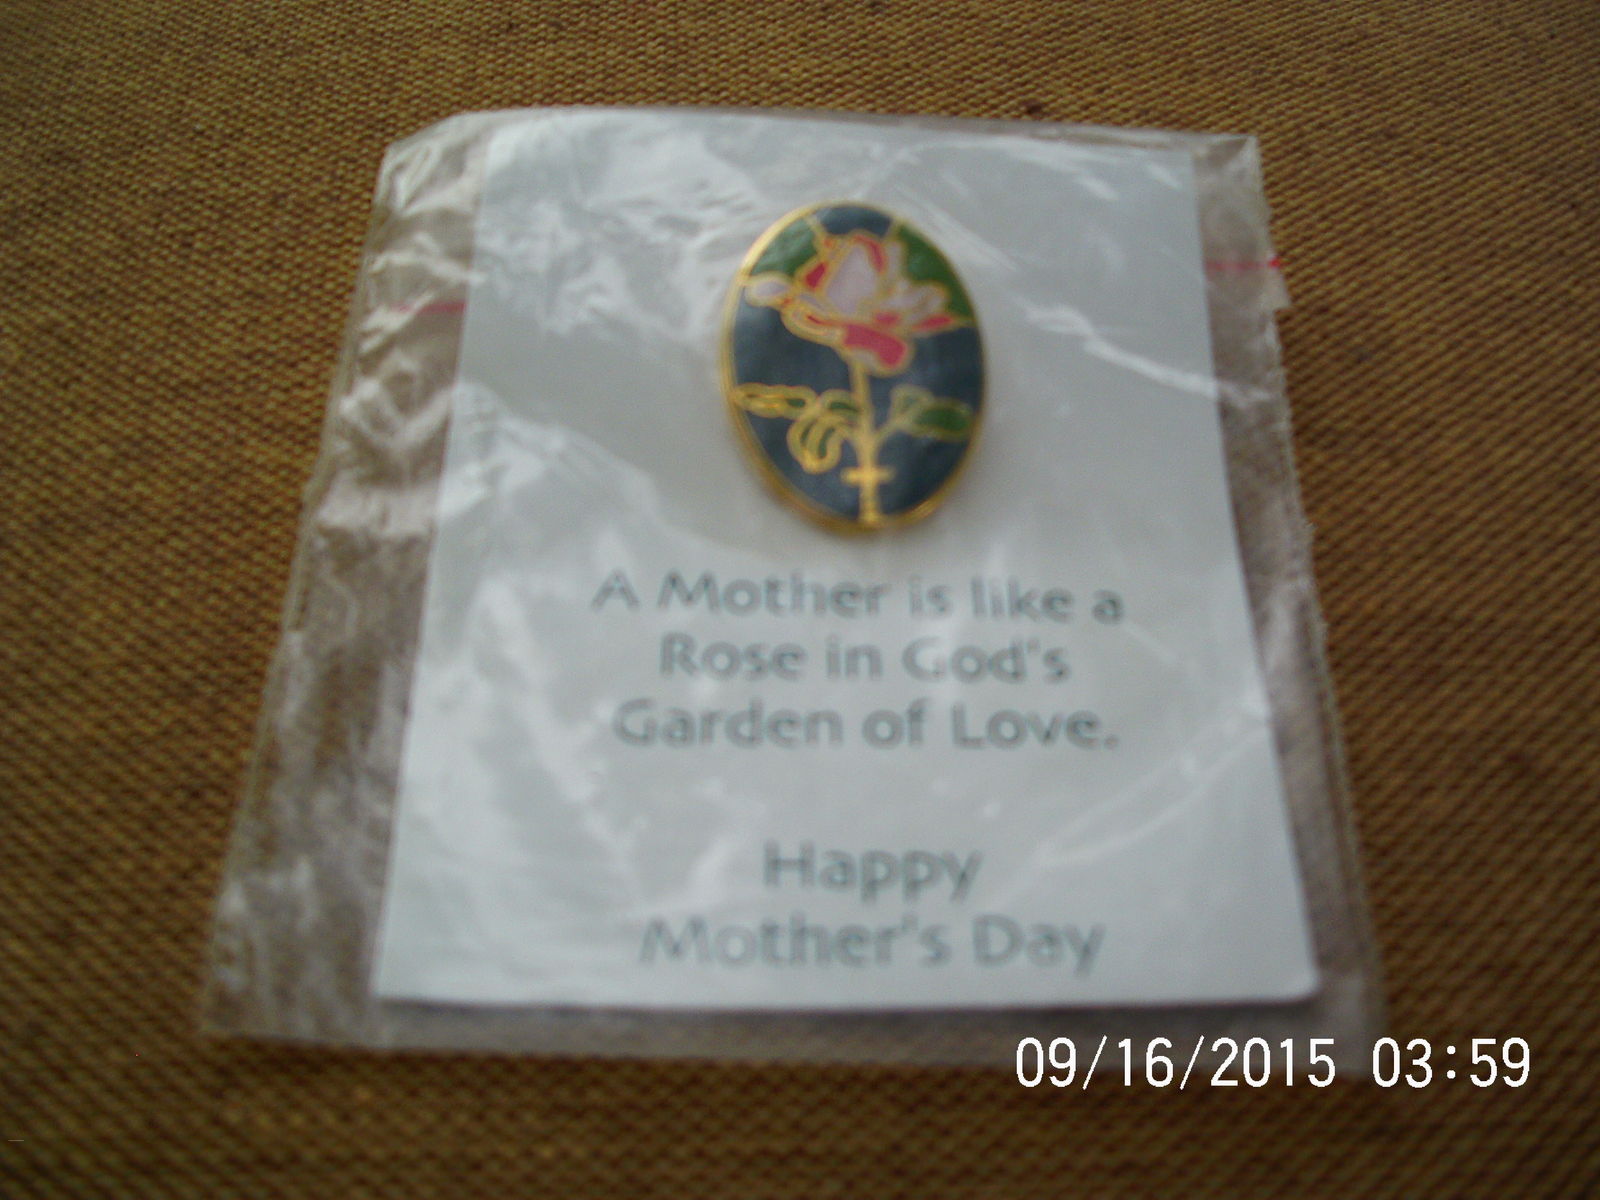 A Mother is like a
Rose in God's
Garden of Love.
Happy
Mother's Day
09/16/2015 03:59